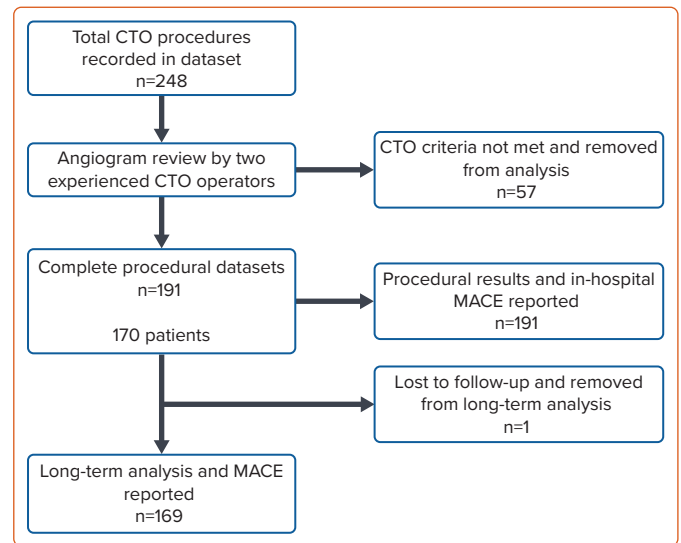 Total CTO procedures
recorded in dataset
n=248
Angiogram review by two
experienced CTO operators
CTO criteria not met and removed
from analysis
n=57
Complete procedural datasets
n=191
170 patients
Procedural results and in-hospital
MACE reported
n=191
Lost to follow-up and removed
from long-term analysis
n=1
Long-term analysis and MACE
reported
n=169